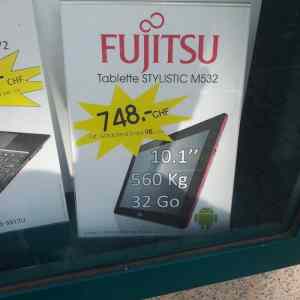 FUJITSU
Tablette STYLISTIC M532
748.-CHF
10.1”
560 Kg
32 Go
.-
CHF